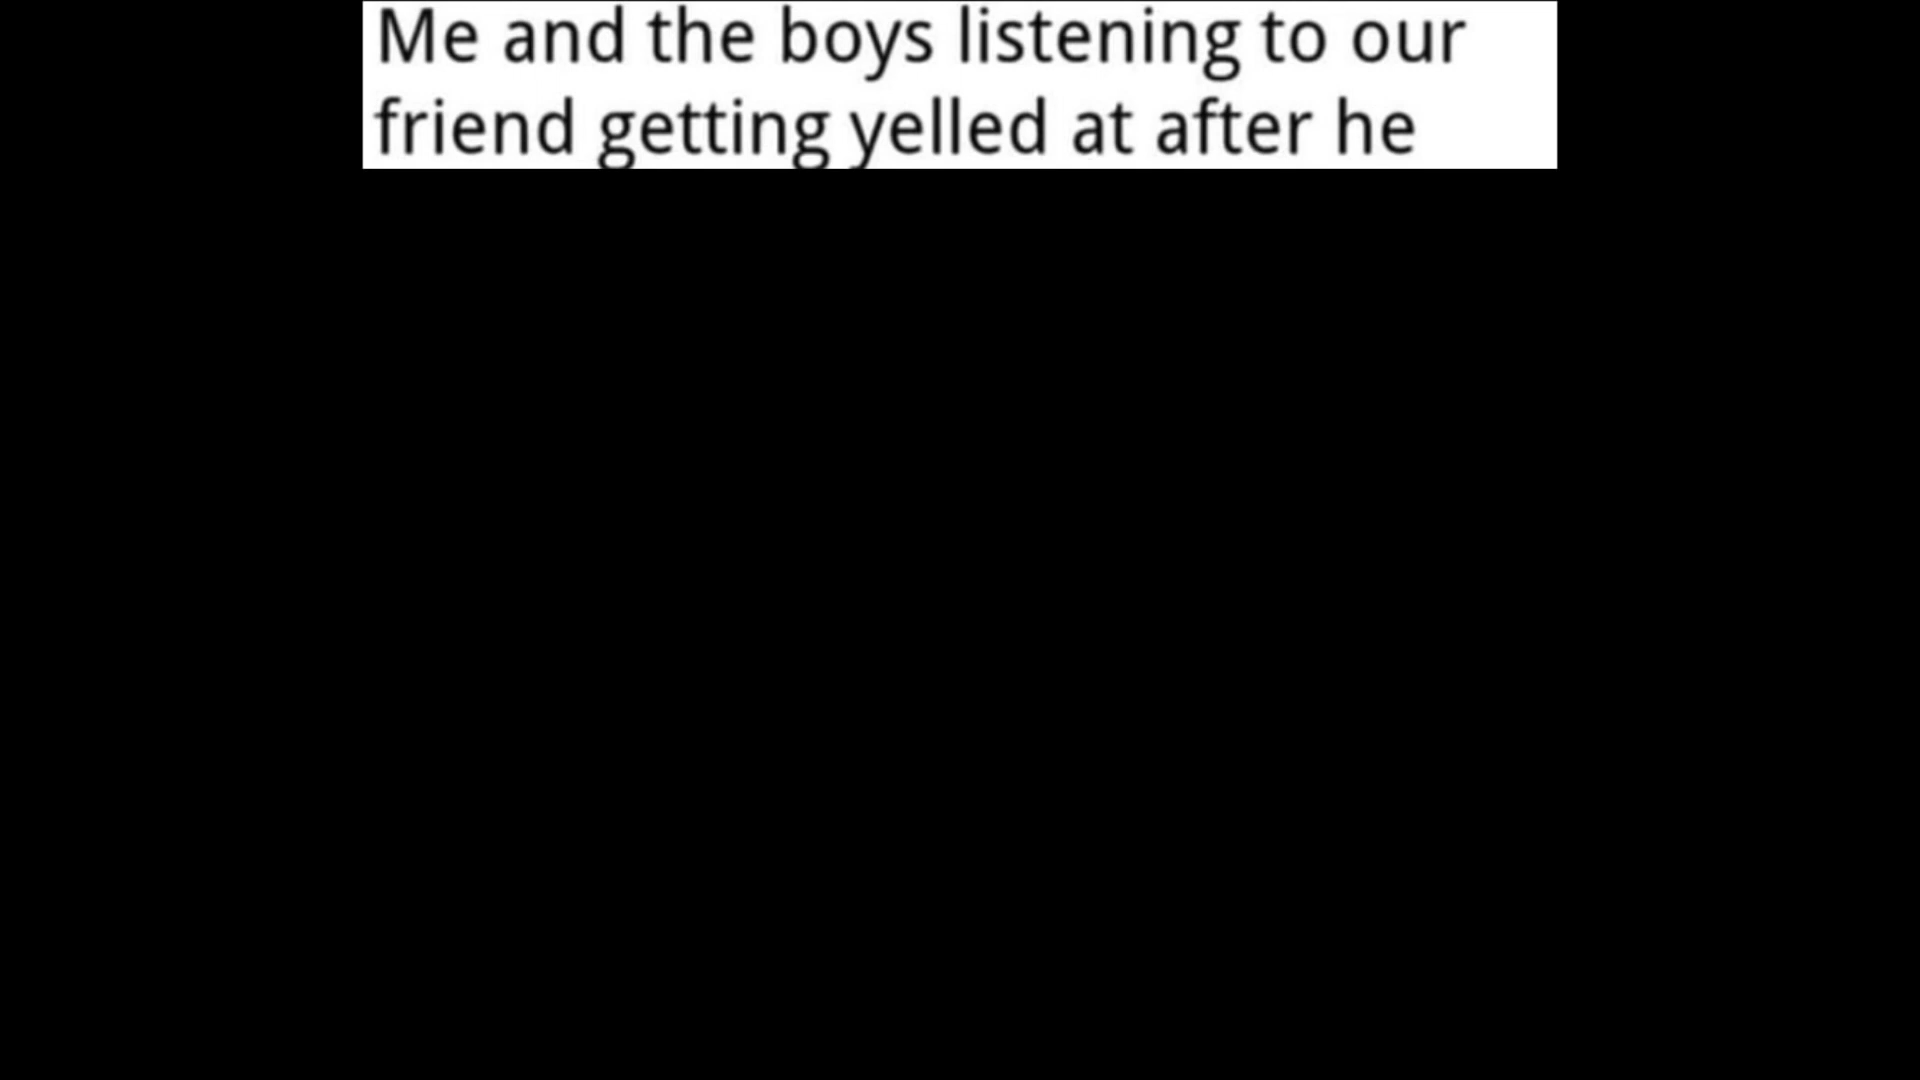 Me and the boys listening to our
friend getting yelled at after he